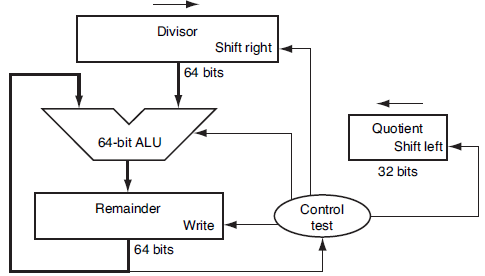 Divisor
Shift right
64 bits
Quotient
Shift left
64-bit ALU
32 bits
Remainder
Write
Control
test
64 bits